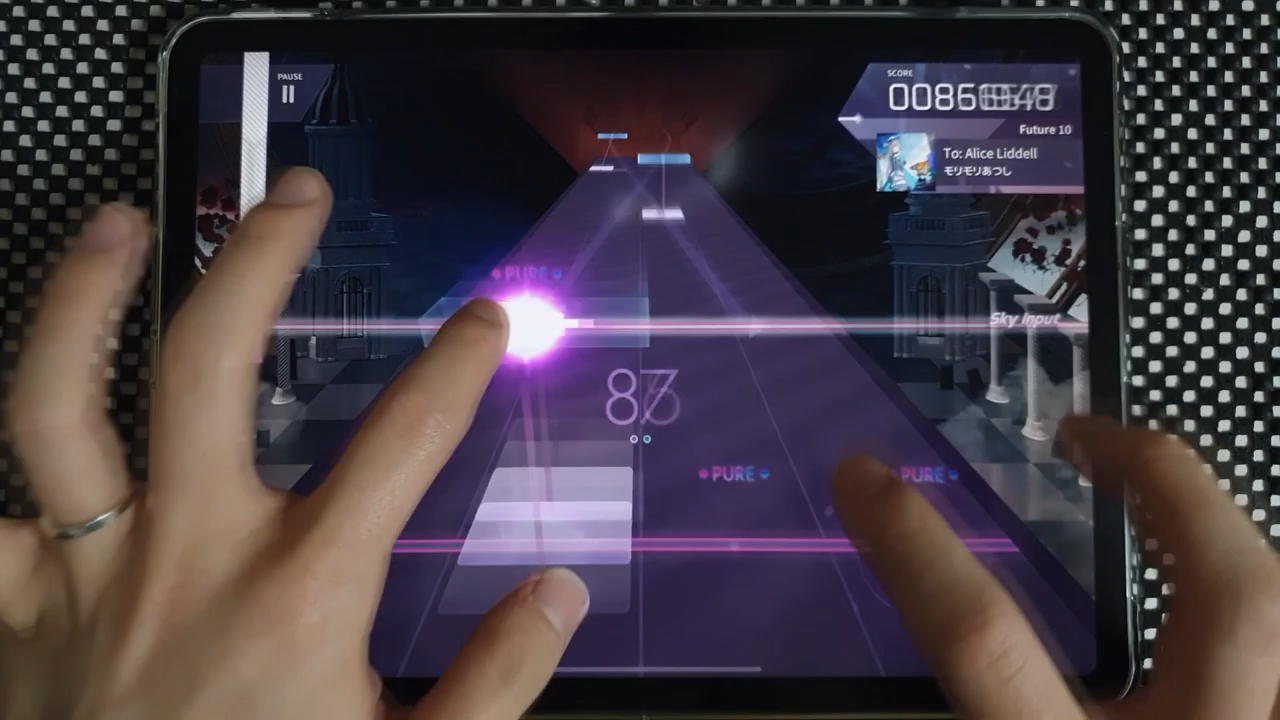 PAUSE
SCORE
Future 10
To: Alice Liddell
モリモリあつし
PURE
Sky Input
PURE
PURE